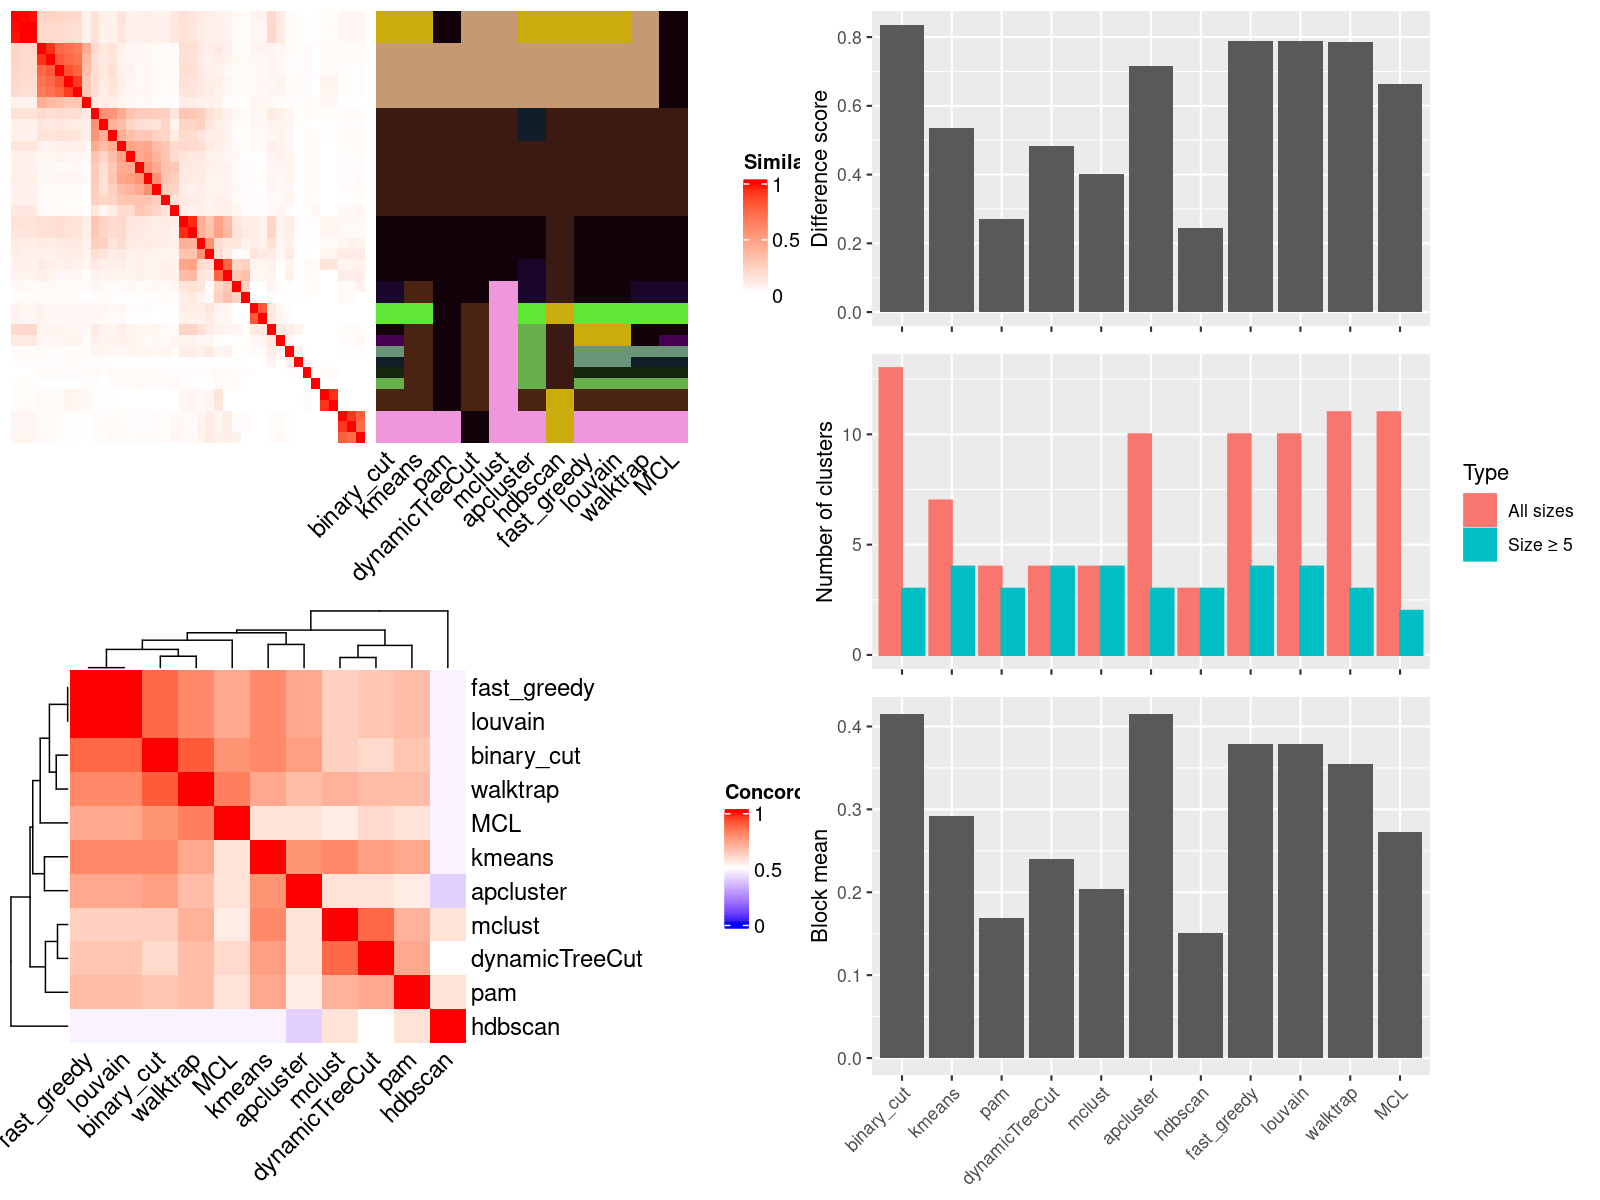 Simila
1
0.5
0
binary_cut
kmeans
pam
dynamicTreeCut
mclust
apcluster
hdbscan
fast_greedy
louvain
walktrap
MCL
fast_greedy
louvain
binary_cut
walktrap
MCL
kmeans
apcluster
mclust
dynamicTreeCut
pam
hdbscan
fast_greedy
louvain
binary_cut
walktrap
MCL
kmeans
apcluster
mclust
dynamicTreeCut
pam
hdbscan
Concord
1
0.5
0
Difference score
0.8
0.6
0.4
0.2
0.0
Number of clusters
10
5
0
Type
All sizes
Size ≥ 5
Block mean
0.4
0.3
0.2
0.1
0.0
binary_cut
kmeans
pam
dynamicTreeCut
mclust
apcluster
hdbscan
fast_greedy
louvain
walktrap
MCL